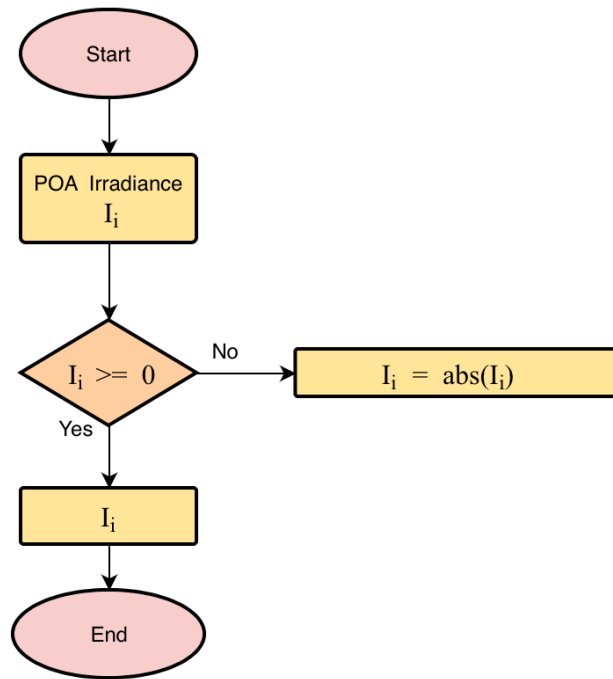 Start
POA Irradiance
Iᵢ
Iᵢ >= 0
No
Iᵢ = abs(Iᵢ)
Yes
Iᵢ
End